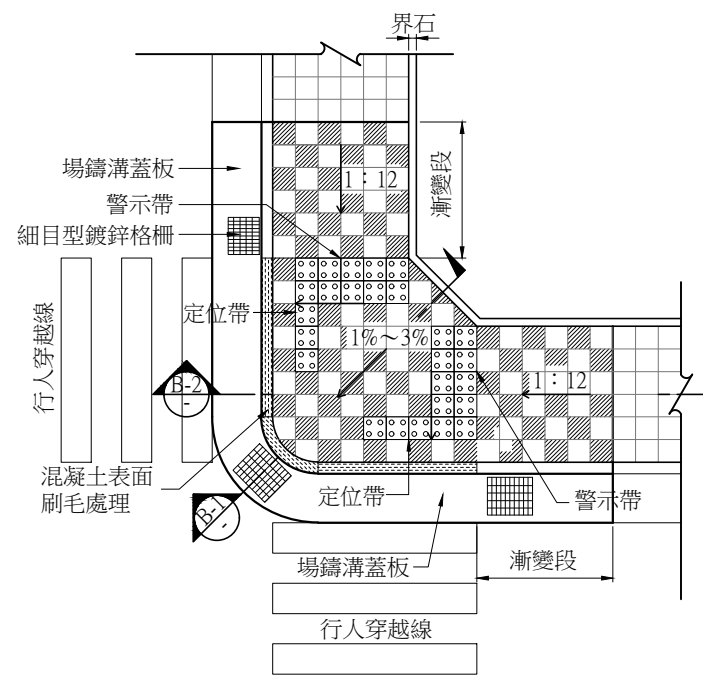 界石
場鑄溝蓋板
1：12
漸變段
警示帶
細目型鍍鋅格柵
定位帶
1%～3%
行人穿越線
B-2
-
1：12
混凝土表面
刷毛處理
定位帶
警示帶
B-1
-
場鑄溝蓋板
漸變段
行人穿越線